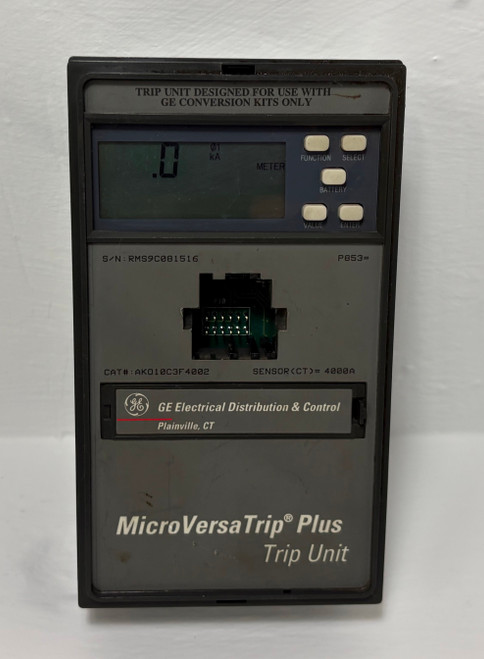 TRIP UNIT DESIGNED FOR USE WITH
GE CONVERSION KITS ONLY
.0 Ø1
kA
METER
FUNCTION SELECT
BATTERY
VALUE ENTER
S/N: RMS9C081516 P853=
CAT#:AKD10C3F4002 SENSOR(CT)= 4000A
GE GE Electrical Distribution & Control
Plainville, CT
MicroVersaTrip® Plus
Trip Unit